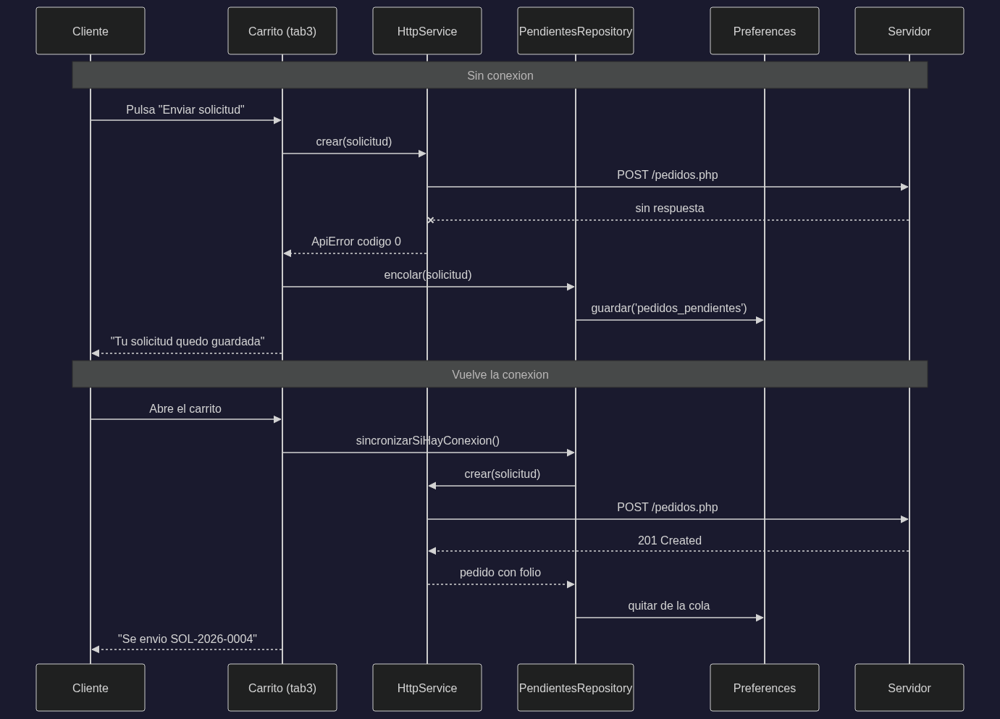 Cliente
Carrito (tab3)
HttpService
PendientesRepository
Preferences
Servidor
Sin conexion
Pulsa "Enviar solicitud"
crear(solicitud)
POST /pedidos.php
sin respuesta
ApiError codigo 0
encolar(solicitud)
guardar('pedidos_pendientes')
"Tu solicitud quedo guardada"
Vuelve la conexion
Abre el carrito
sincronizarSiHayConexion()
crear(solicitud)
POST /pedidos.php
201 Created
pedido con folio
quitar de la cola
"Se envio SOL-2026-0004"
Cliente
Carrito (tab3)
HttpService
PendientesRepository
Preferences
Servidor